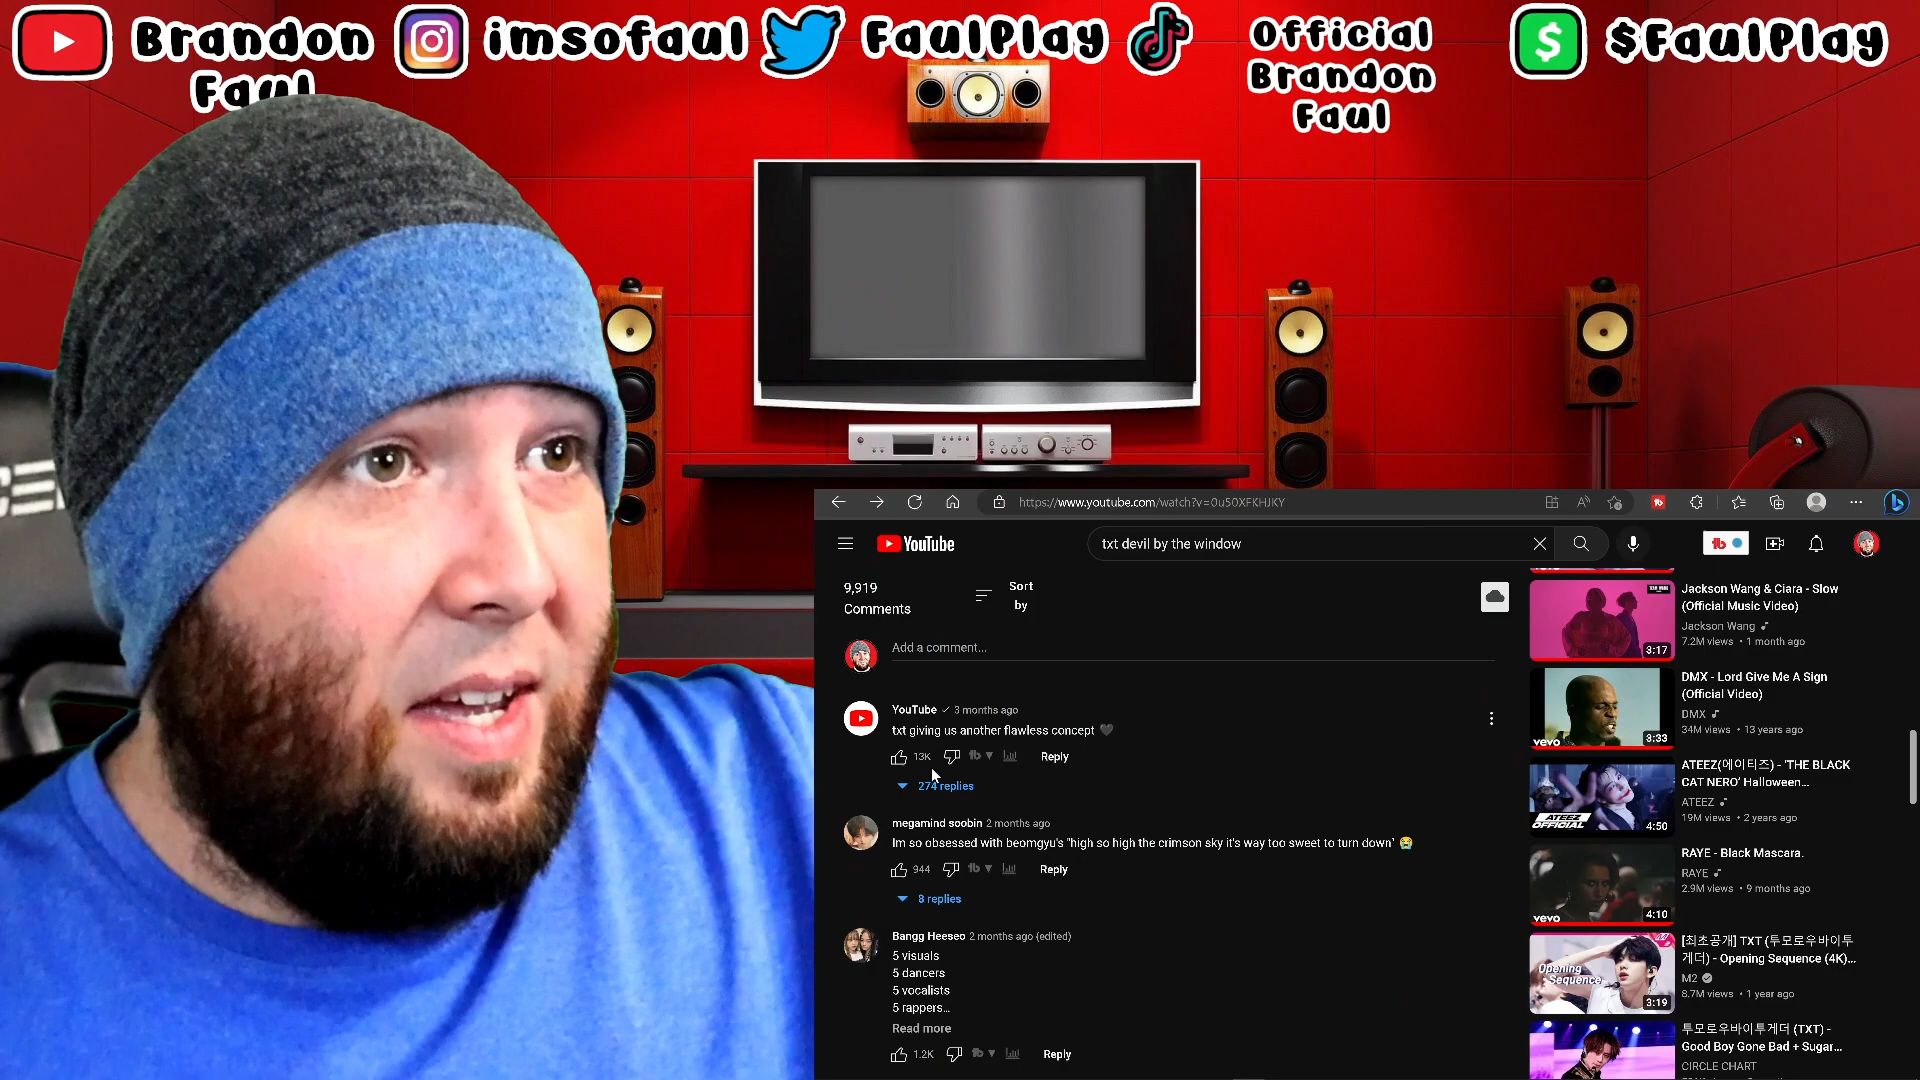 Brandon
Faul
imsofaul
FaulPlay
Official
Brandon
Faul
$FaulPlay
https://www.youtube.com/watch?v=0u50XFKHJKY
YouTube
txt devil by the window
9,919
Comments
Sort
by
Add a comment...
YouTube 3 months ago
txt giving us another flawless concept 🖤
13K
Reply
274 replies
megamind soobin 2 months ago
Im so obsessed with beomgyu's "high so high the crimson sky it's way too sweet to turn down" 😭
944
Reply
8 replies
Bangg Heeseo 2 months ago (edited)
5 visuals
5 dancers
5 vocalists
5 rappers...
Read more
1.2K
Reply
3:17
Jackson Wang & Ciara - Slow
(Official Music Video)
Jackson Wang
7.2M views • 1 month ago
vevo
3:33
DMX - Lord Give Me A Sign
(Official Video)
DMX
34M views • 13 years ago
ATEEZ
OFFICIAL
4:50
ATEEZ(에이티즈) - 'THE BLACK
CAT NERO' Halloween...
ATEEZ
19M views • 2 years ago
vevo
4:10
RAYE - Black Mascara.
RAYE
2.9M views • 9 months ago
Opening
Sequence
3:19
[최초공개] TXT (투모로우바이투
게더) - Opening Sequence (4K)...
M2
8.7M views • 1 year ago
투모로우바이투게더 (TXT) -
Good Boy Gone Bad + Sugar...
CIRCLE CHART